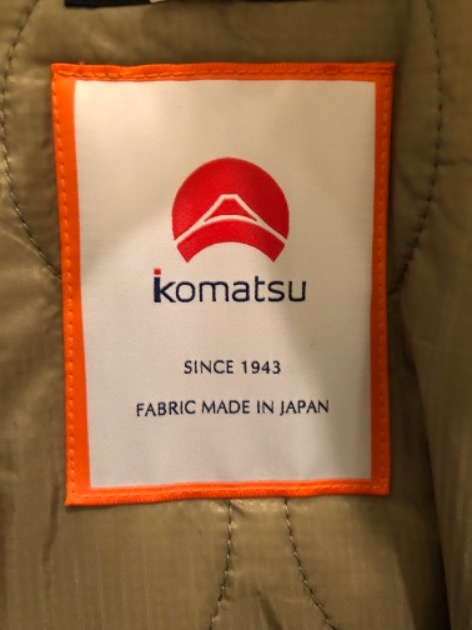 komatsu
SINCE 1943
FABRIC MADE IN JAPAN